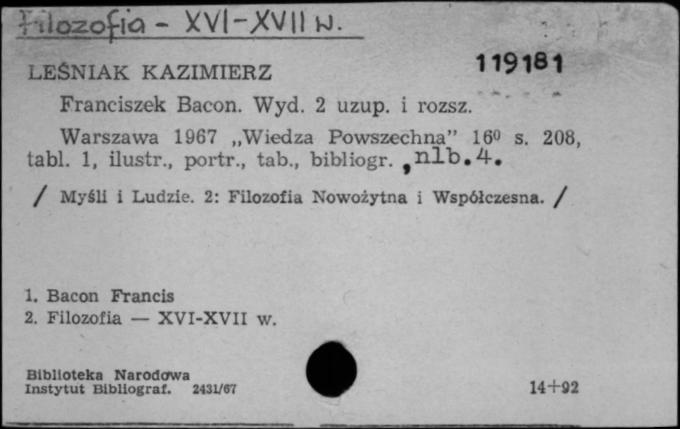 Filozofia - XVI-XVII w.
119181
LEŚNIAK KAZIMIERZ
Franciszek Bacon. Wyd. 2 uzup. i rozsz.
Warszawa 1967 „Wiedza Powszechna” 16⁰ s. 208,
tabl. 1, ilustr., portr., tab., bibliogr. , nlb. 4.
/ Myśli i Ludzie. 2: Filozofia Nowożytna i Współczesna. /
1. Bacon Francis
2. Filozofia — XVI-XVII w.
Biblioteka Narodowa
Instytut Bibliograf. 2431/67
14+92